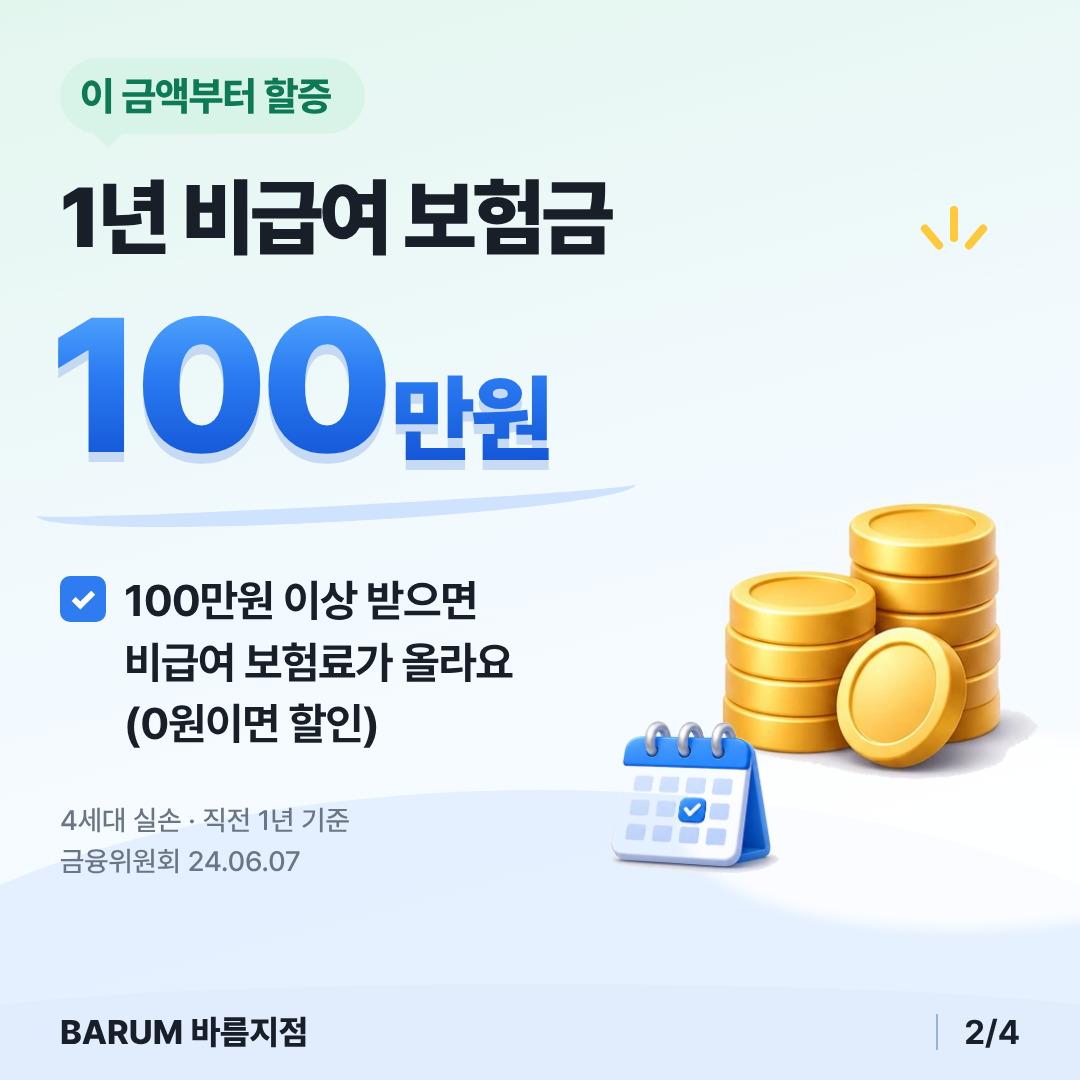 이 금액부터 할증
1년 비급여 보험금
100만원
100만원 이상 받으면
비급여 보험료가 올라요
(0원이면 할인)
4세대 실손 · 직전 1년 기준
금융위원회 24.06.07
BARUM 바름지점
2/4